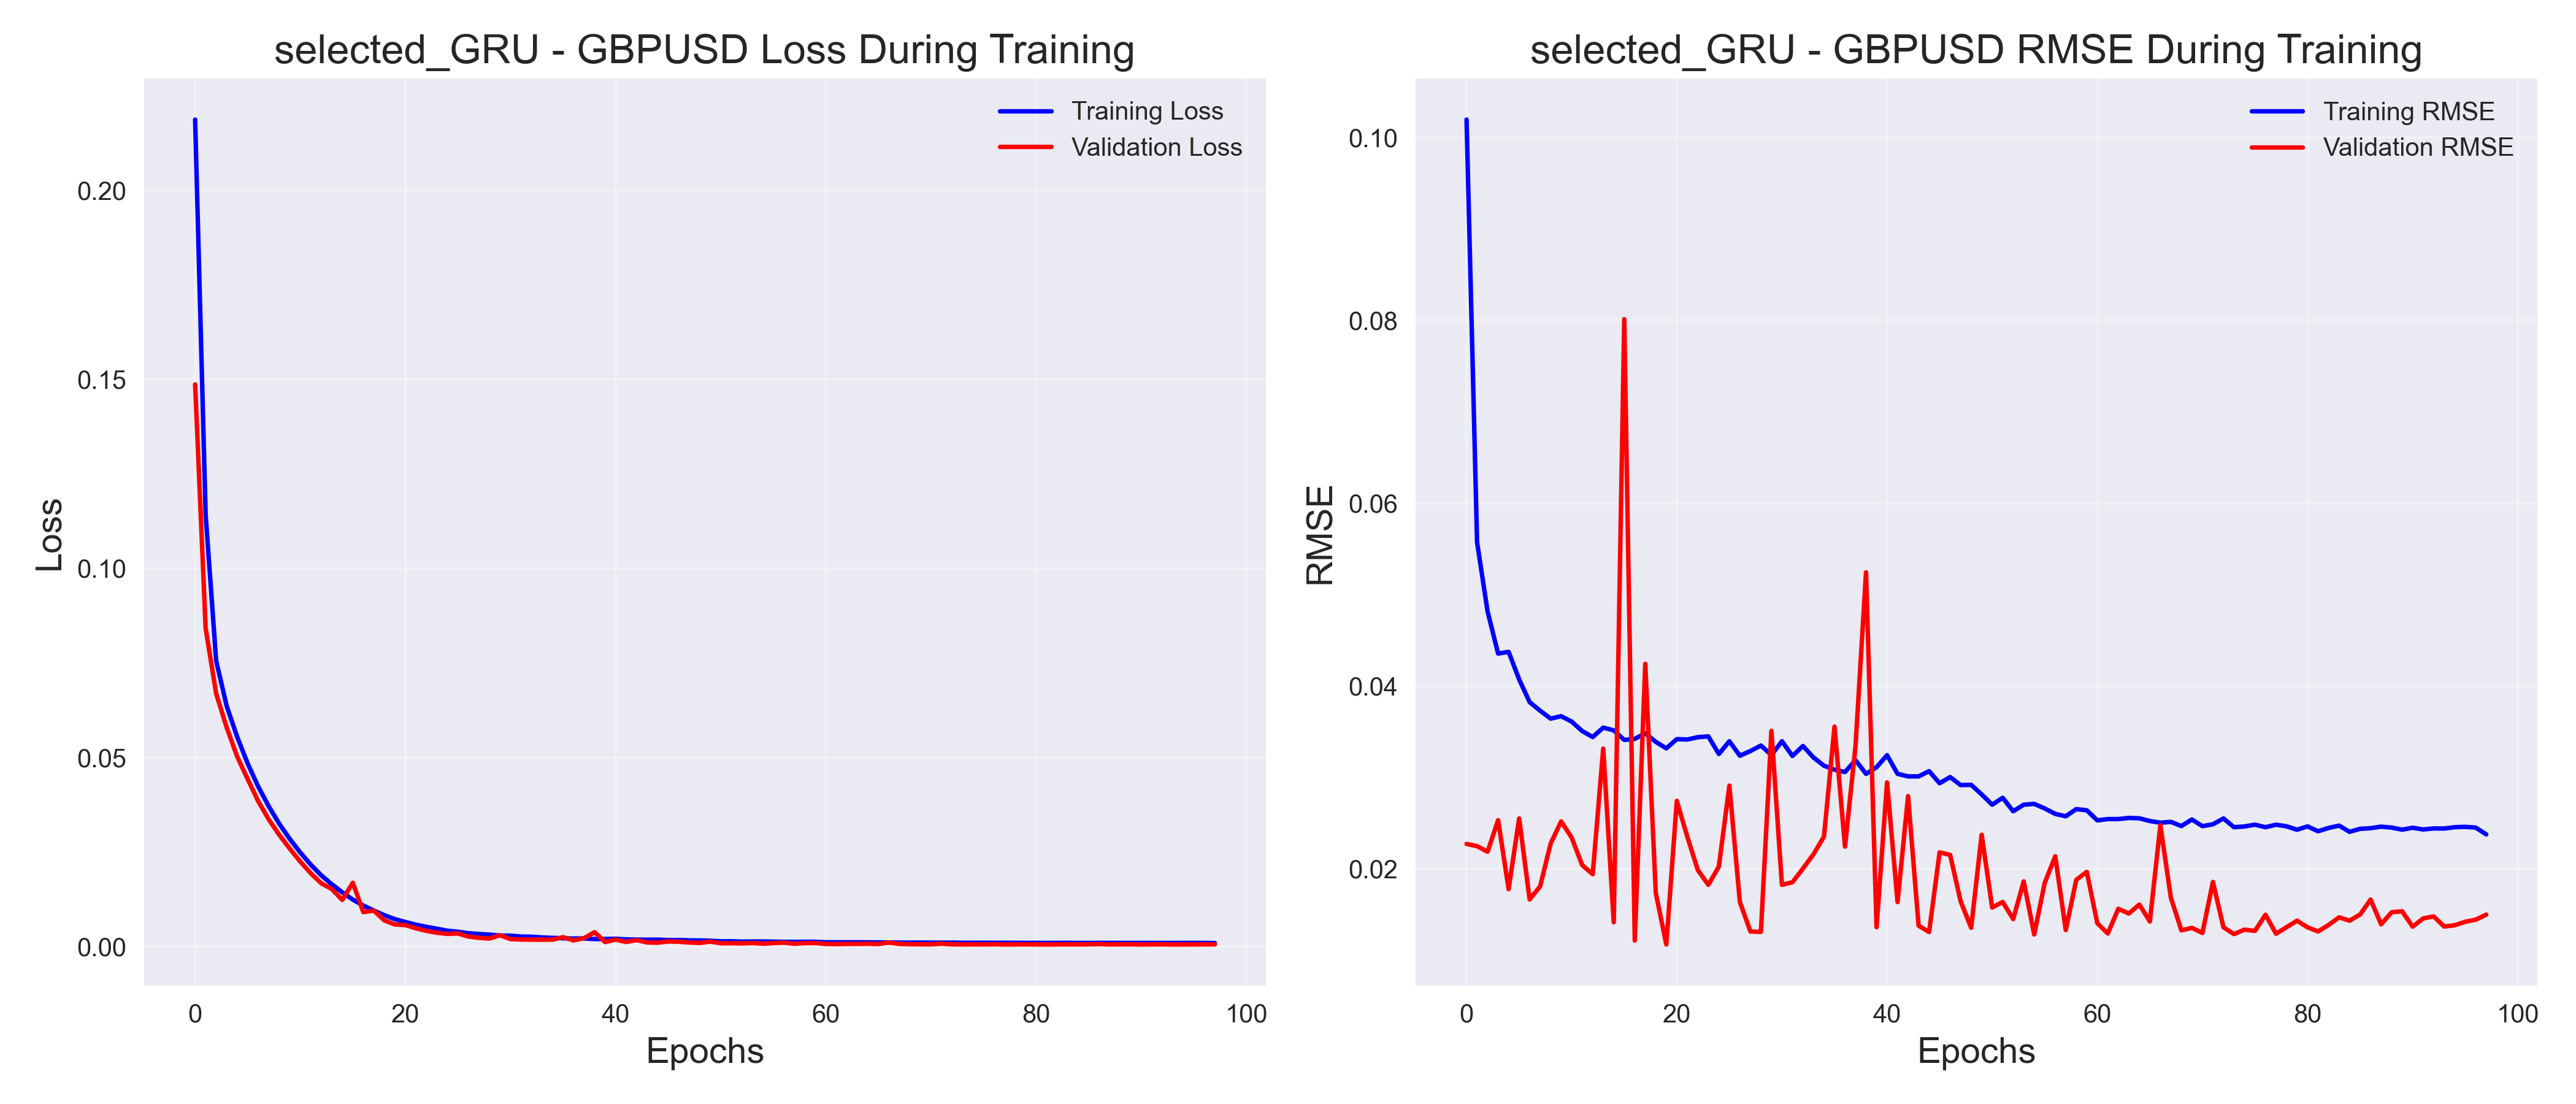 selected_GRU - GBPUSD Loss During Training
Training Loss
Validation Loss
Loss
0.20
0.15
0.10
0.05
0.00
0 20 40 60 80 100
Epochs
selected_GRU - GBPUSD RMSE During Training
Training RMSE
Validation RMSE
RMSE
0.10
0.08
0.06
0.04
0.02
0 20 40 60 80 100
Epochs